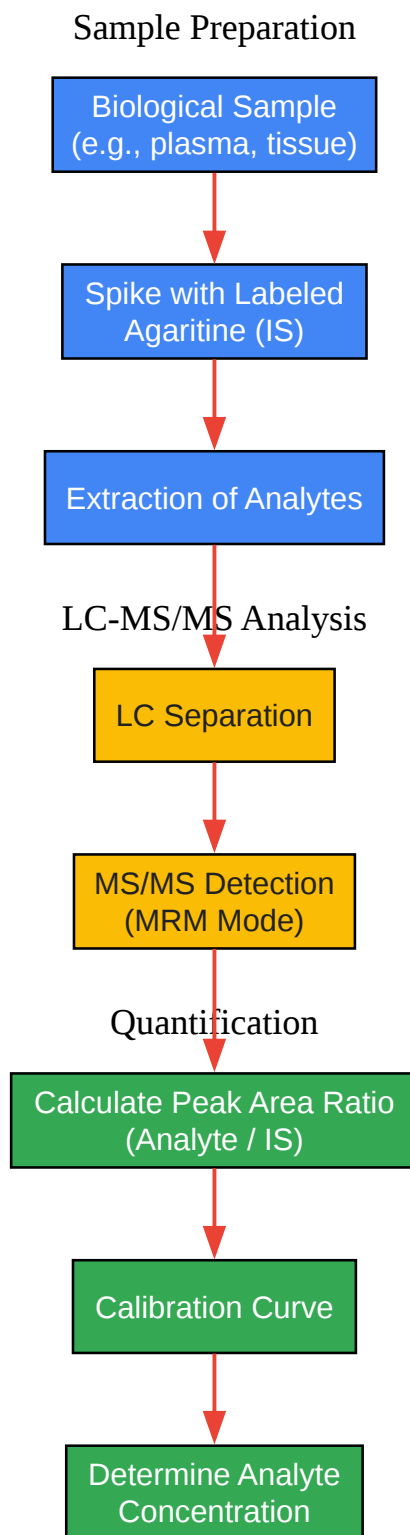 Sample Preparation
Biological Sample
(e.g., plasma, tissue)
Spike with Labeled
Agaritine (IS)
Extraction of Analytes
LC-MS/MS Analysis
LC Separation
MS/MS Detection
(MRM Mode)
Quantification
Calculate Peak Area Ratio
(Analyte / IS)
Calibration Curve
Determine Analyte
Concentration